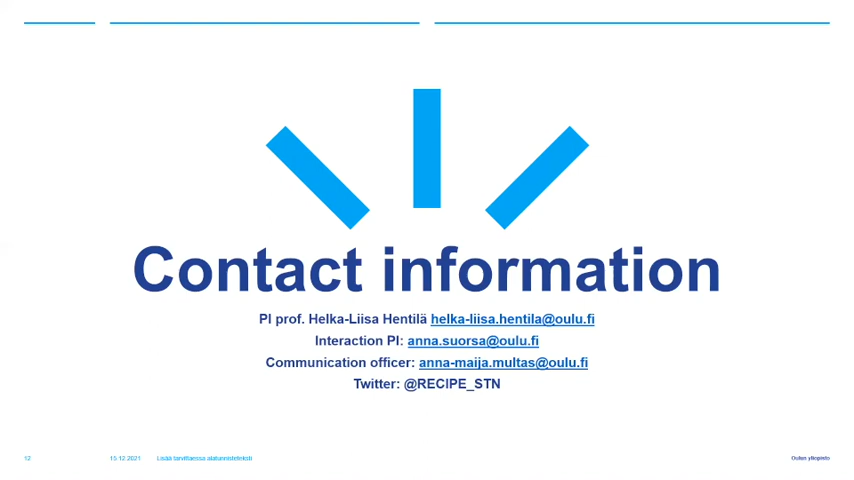 Contact information
PI prof. Helka-Liisa Hentilä helka-liisa.hentila@oulu.fi
Interaction PI: anna.suorsa@oulu.fi
Communication officer: anna-maija.multas@oulu.fi
Twitter: @RECIPE_STN
12 15.12.2021 Lisää tarvittaessa alatunnisteteksti Oulun yliopisto